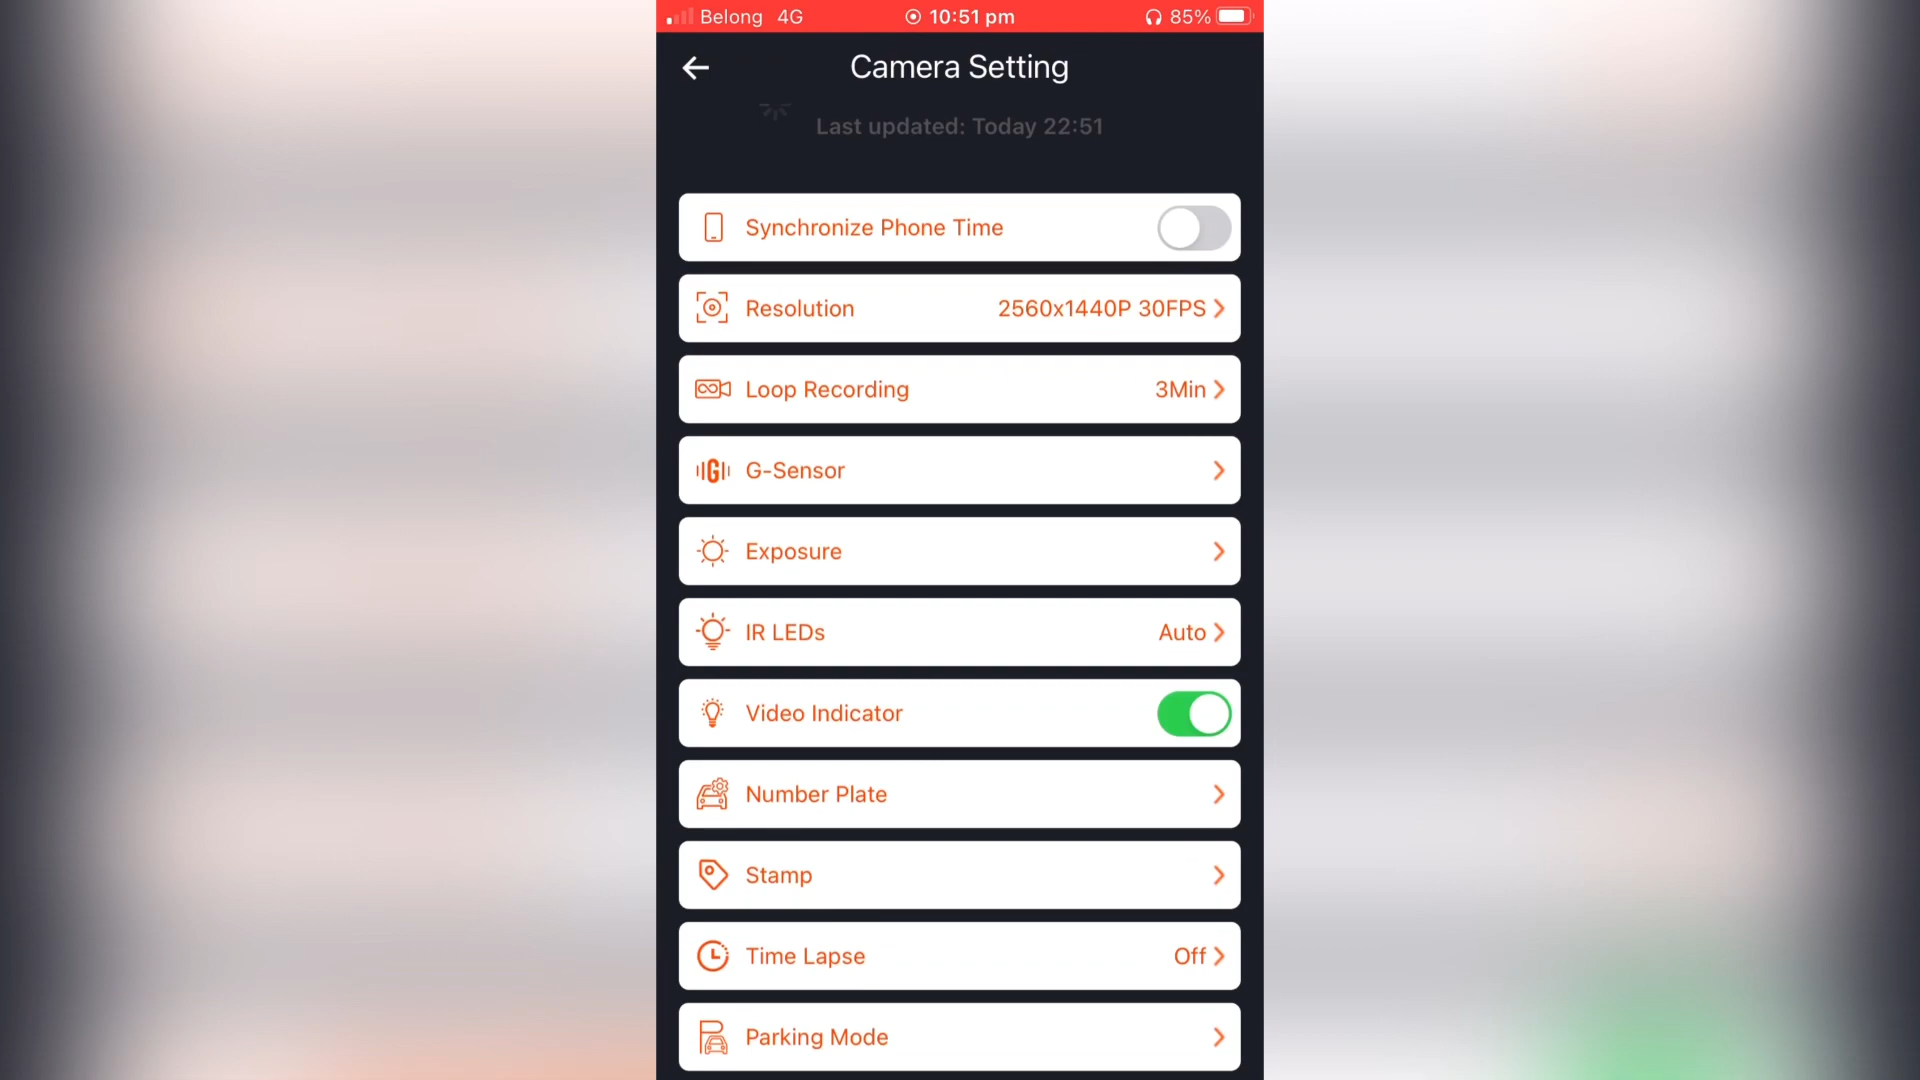 Belong 4G 10:51 pm 85%
Camera Setting
Last updated: Today 22:51
Synchronize Phone Time
Resolution 2560x1440P 30FPS
Loop Recording 3Min
G-Sensor
Exposure
IR LEDs Auto
Video Indicator
Number Plate
Stamp
Time Lapse Off
Parking Mode